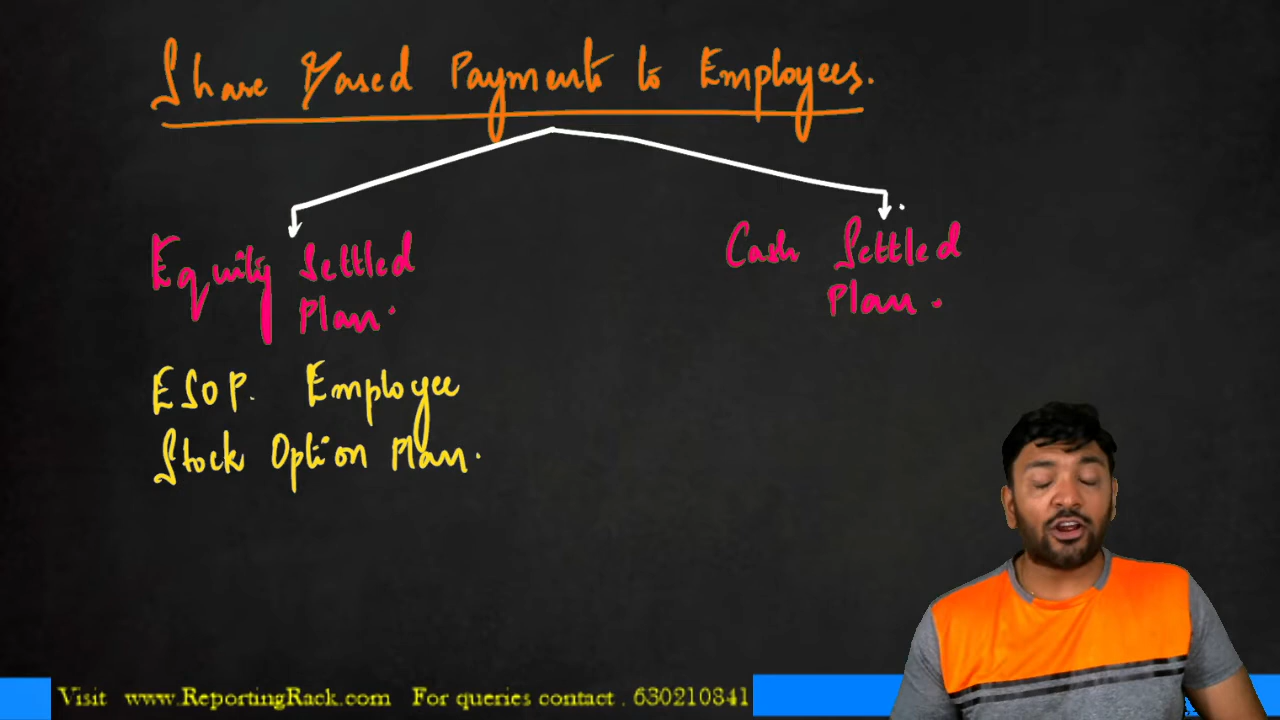 Share Based Payments to Employees.
Equity Settled Plan.
Cash Settled Plan.
ESOP. Employee
Stock Option Plan.
Visit www.ReportingRack.com For queries contact . 630210841